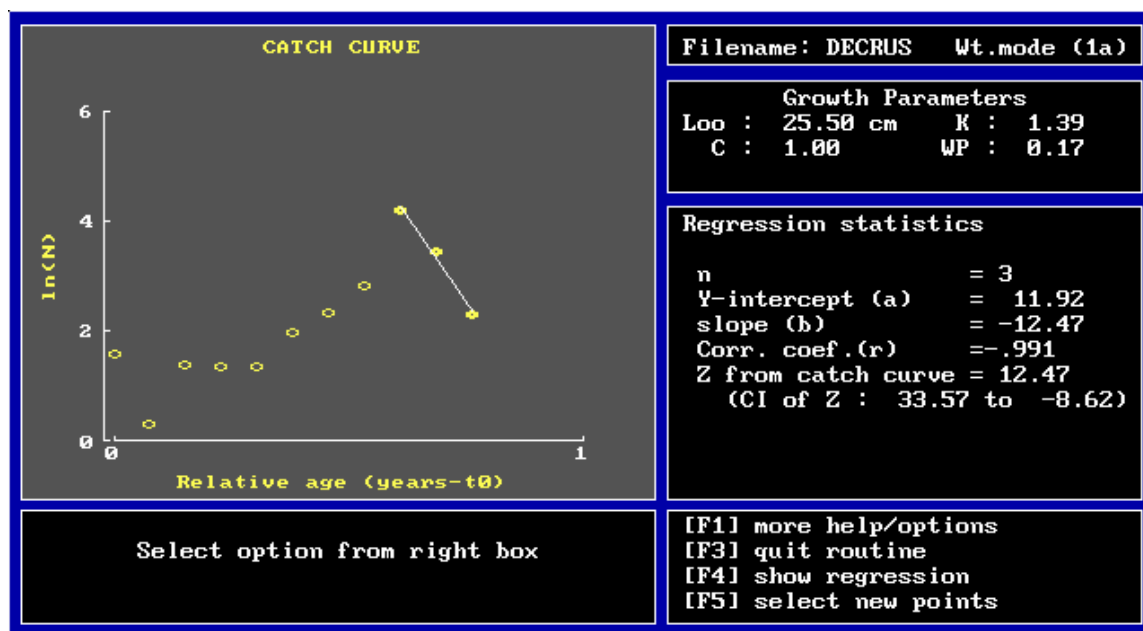 CATCH CURVE
6
4
2
0
ln(N)
0 1
Relative age (years-t0)
Filename: DECRUS Wt.mode (1a)
Growth Parameters
Loo : 25.50 cm K : 1.39
C : 1.00 WP : 0.17
Regression statistics
n = 3
Y-intercept (a) = 11.92
slope (b) = -12.47
Corr. coef.(r) =-.991
Z from catch curve = 12.47
(CI of Z : 33.57 to -8.62)
Select option from right box
[F1] more help/options
[F3] quit routine
[F4] show regression
[F5] select new points